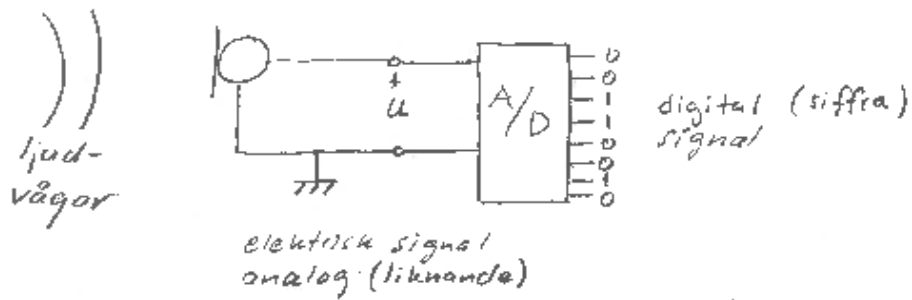 ljud-
vågor
u
A/D
0
0
1
1
0
0
1
0
digital (siffra)
signal
elektrisk signal
analog (liknande)